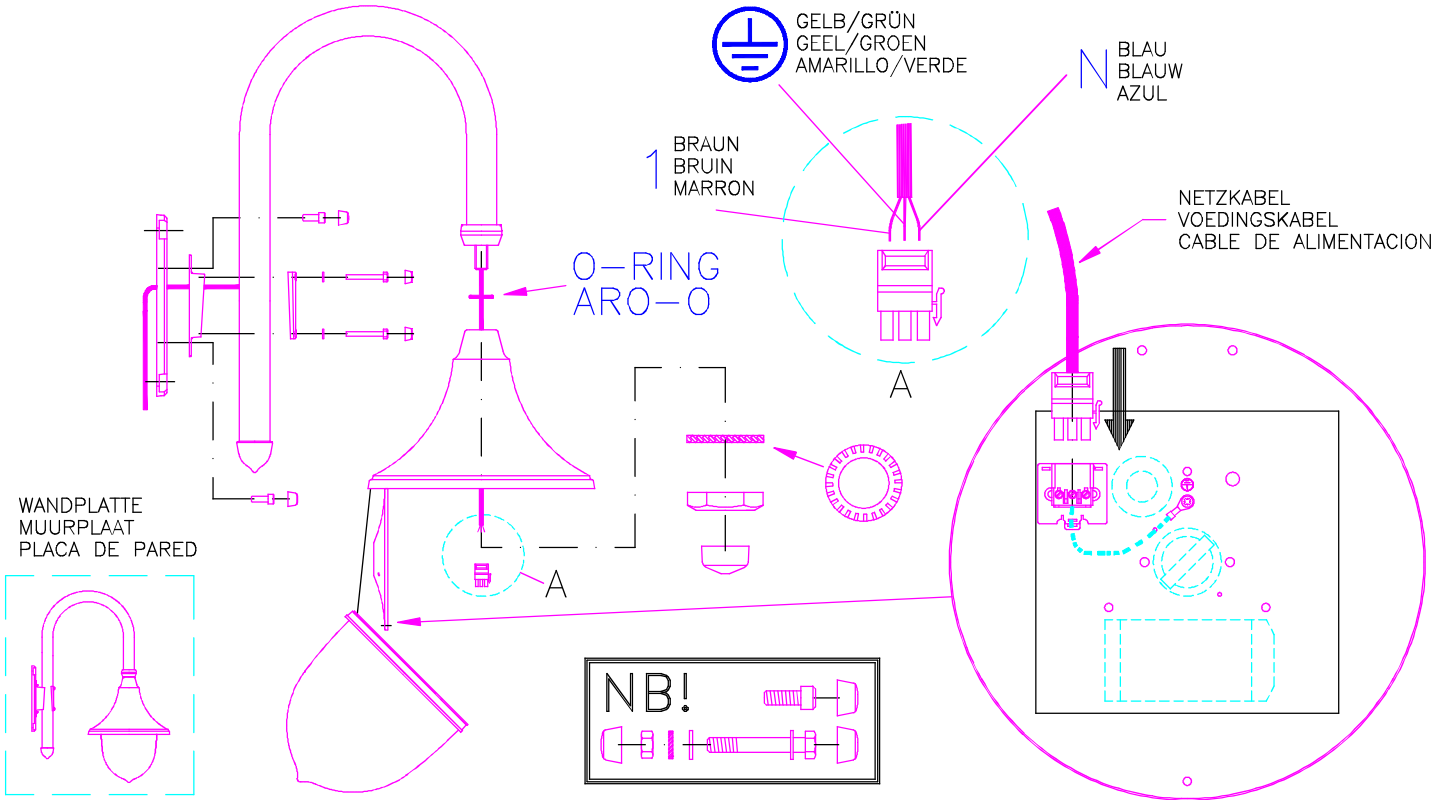 GELB/GRÜN
GEEL/GROEN
AMARILLO/VERDE
N
BLAU
BLAUW
AZUL
1
BRAUN
BRUIN
MARRON
NETZKABEL
VOEDINGSKABEL
CABLE DE ALIMENTACION
O-RING
ARO-O
A
WANDPLATTE
MUURPLAAT
PLACA DE PARED
A
NB!